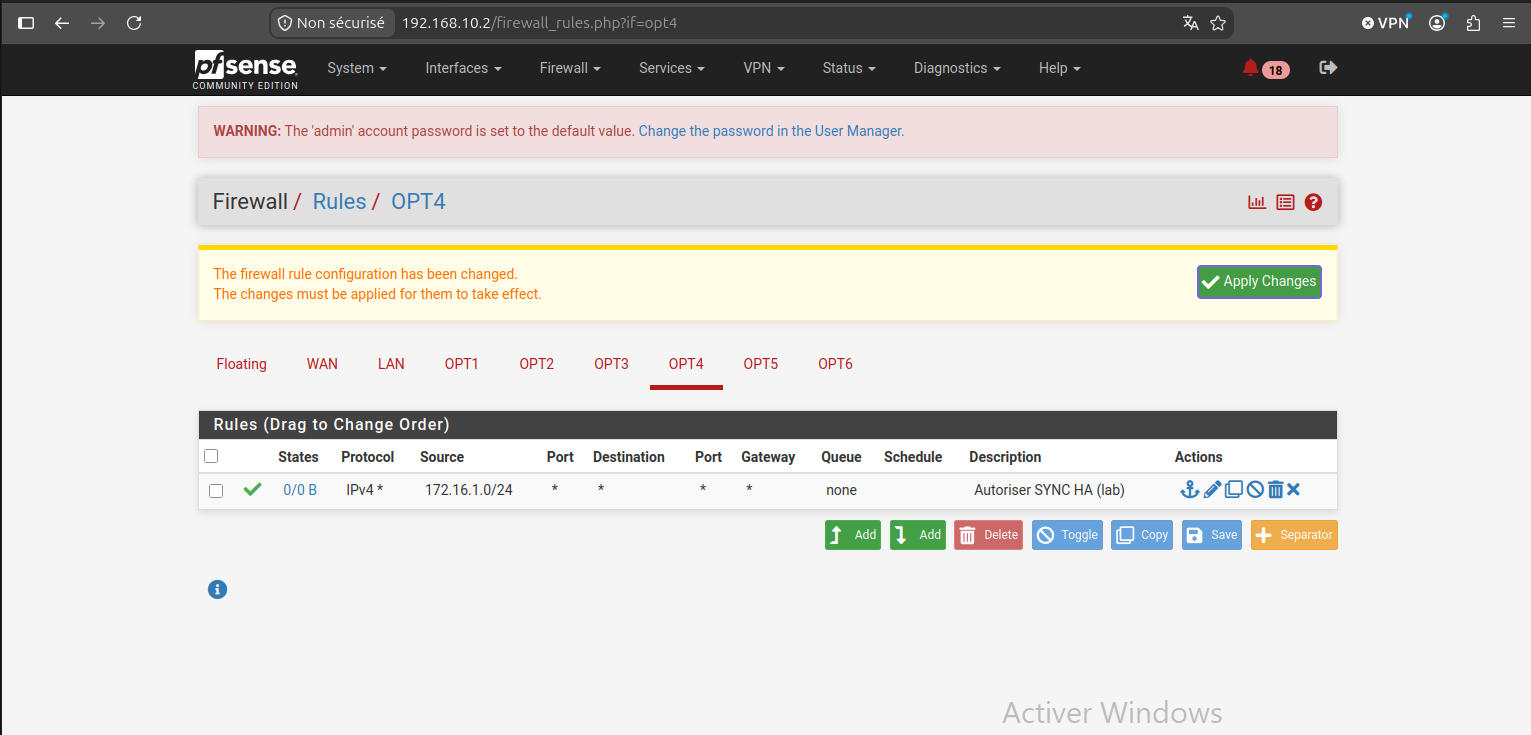 Non sécurisé 192.168.10.2/firewall_rules.php?if=opt4 VPN
pfsense COMMUNITY EDITION
System Interfaces Firewall Services VPN Status Diagnostics Help 18
WARNING: The 'admin' account password is set to the default value. Change the password in the User Manager.
Firewall / Rules / OPT4
The firewall rule configuration has been changed.
The changes must be applied for them to take effect.
Apply Changes
Floating WAN LAN OPT1 OPT2 OPT3 OPT4 OPT5 OPT6
Rules (Drag to Change Order)
States Protocol Source Port Destination Port Gateway Queue Schedule Description Actions
0/0 B IPv4 * 172.16.1.0/24 * * * * none Autoriser SYNC HA (lab)
Add Add Delete Toggle Copy Save Separator
Activer Windows